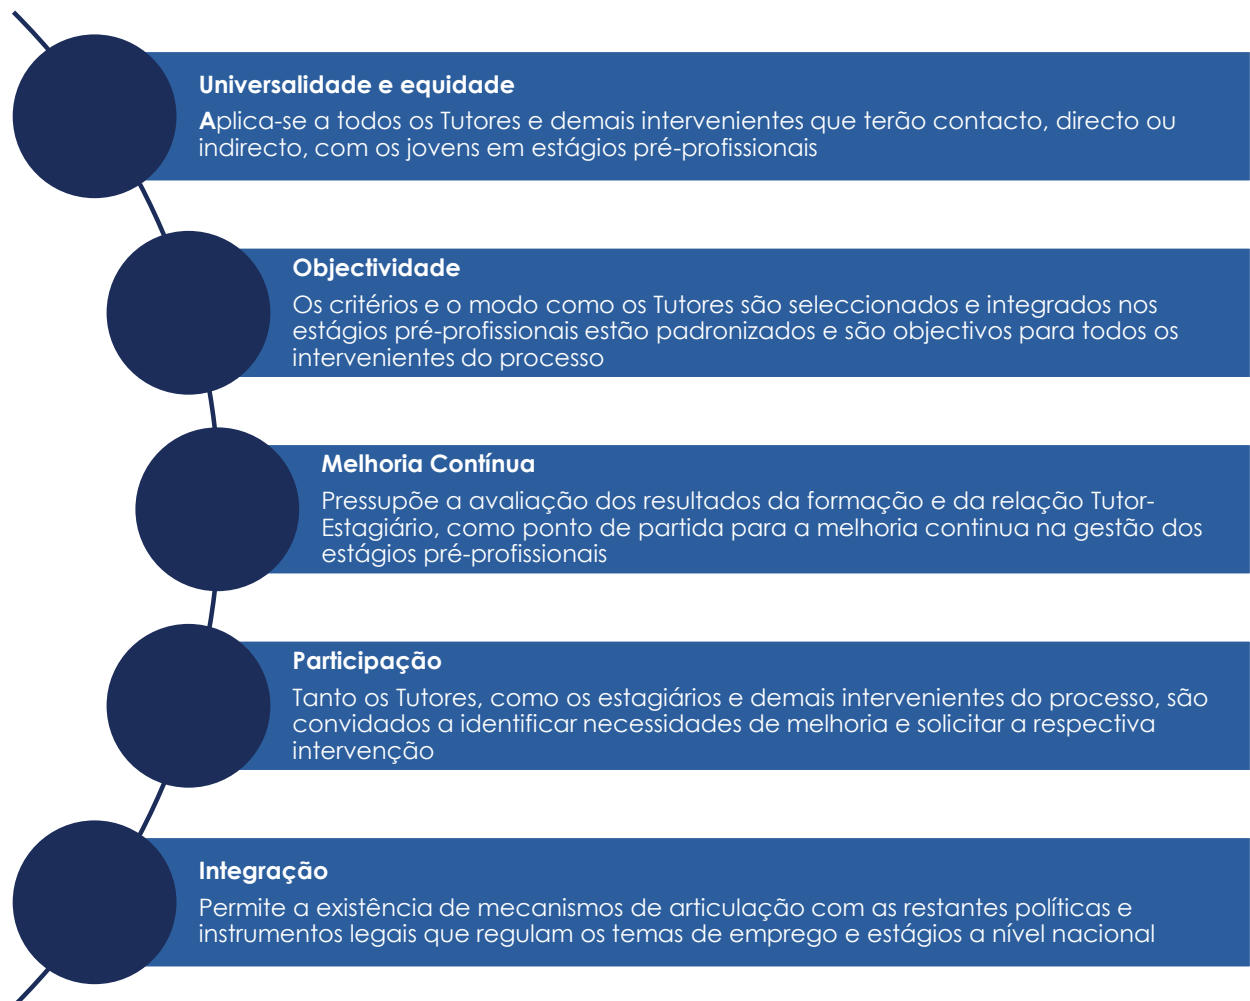 Universalidade e equidade
Aplica-se a todos os Tutores e demais intervenientes que terão contacto, directo ou
indirecto, com os jovens em estágios pré-profissionais
Objectividade
Os critérios e o modo como os Tutores são seleccionados e integrados nos
estágios pré-profissionais estão padronizados e são objectivos para todos os
intervenientes do processo
Melhoria Contínua
Pressupõe a avaliação dos resultados da formação e da relação Tutor-
Estagiário, como ponto de partida para a melhoria continua na gestão dos
estágios pré-profissionais
Participação
Tanto os Tutores, como os estagiários e demais intervenientes do processo, são
convidados a identificar necessidades de melhoria e solicitar a respectiva
intervenção
Integração
Permite a existência de mecanismos de articulação com as restantes políticas e
instrumentos legais que regulam os temas de emprego e estágios a nível nacional